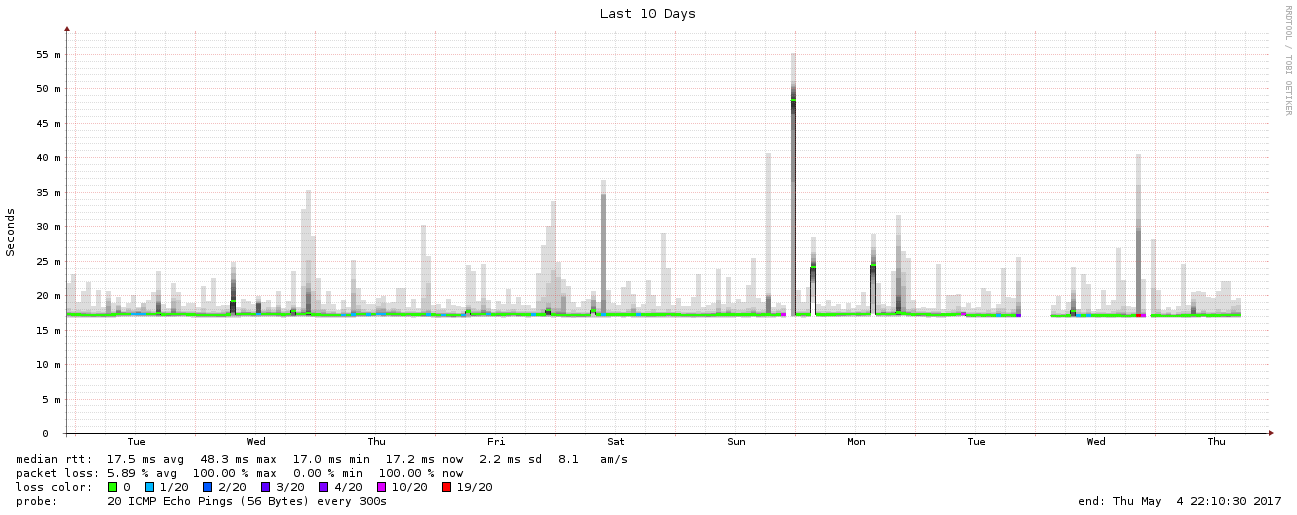 Last 10 Days
RRDTOOL / TOBI OETIKER
Seconds
55 m
50 m
45 m
40 m
35 m
30 m
25 m
20 m
15 m
10 m
5 m
0
Tue Wed Thu Fri Sat Sun Mon Tue Wed Thu
median rtt: 17.5 ms avg 48.3 ms max 17.0 ms min 17.2 ms now 2.2 ms sd 8.1 am/s
packet loss: 5.89 % avg 100.00 % max 0.00 % min 100.00 % now
loss color: 0 1/20 2/20 3/20 4/20 10/20 19/20
probe: 20 ICMP Echo Pings (56 Bytes) every 300s end: Thu May 4 22:10:30 2017